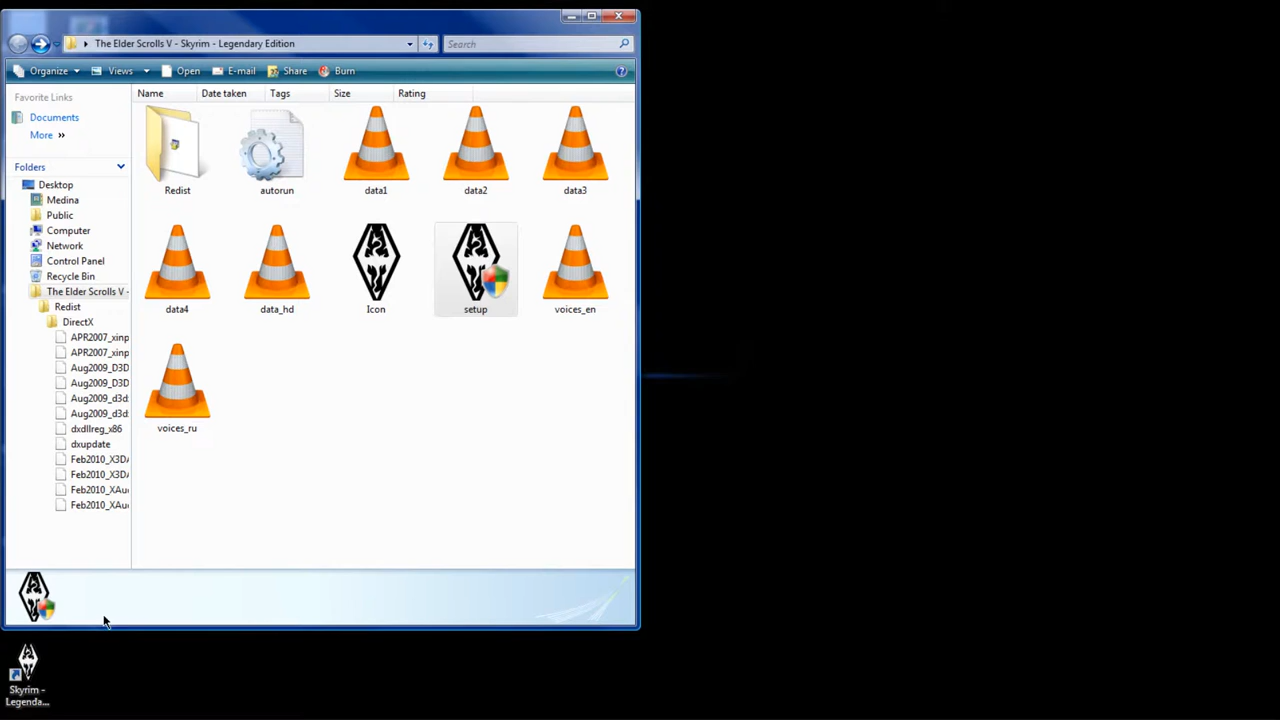 The Elder Scrolls V - Skyrim - Legendary Edition
Search
Organize Views Open E-mail Share Burn
Favorite Links
Documents
More »
Folders
Desktop
Medina
Public
Computer
Network
Control Panel
Recycle Bin
The Elder Scrolls V -
Redist
DirectX
APR2007_xinp
APR2007_xinp
Aug2009_D3D
Aug2009_D3D
Aug2009_d3d
Aug2009_d3d
dxdllreg_x86
dxupdate
Feb2010_X3D
Feb2010_X3D
Feb2010_XAu
Feb2010_XAu
Name Date taken Tags Size Rating
Redist autorun data1 data2 data3
data4 data_hd Icon setup voices_en
voices_ru
Skyrim -
Legenda...